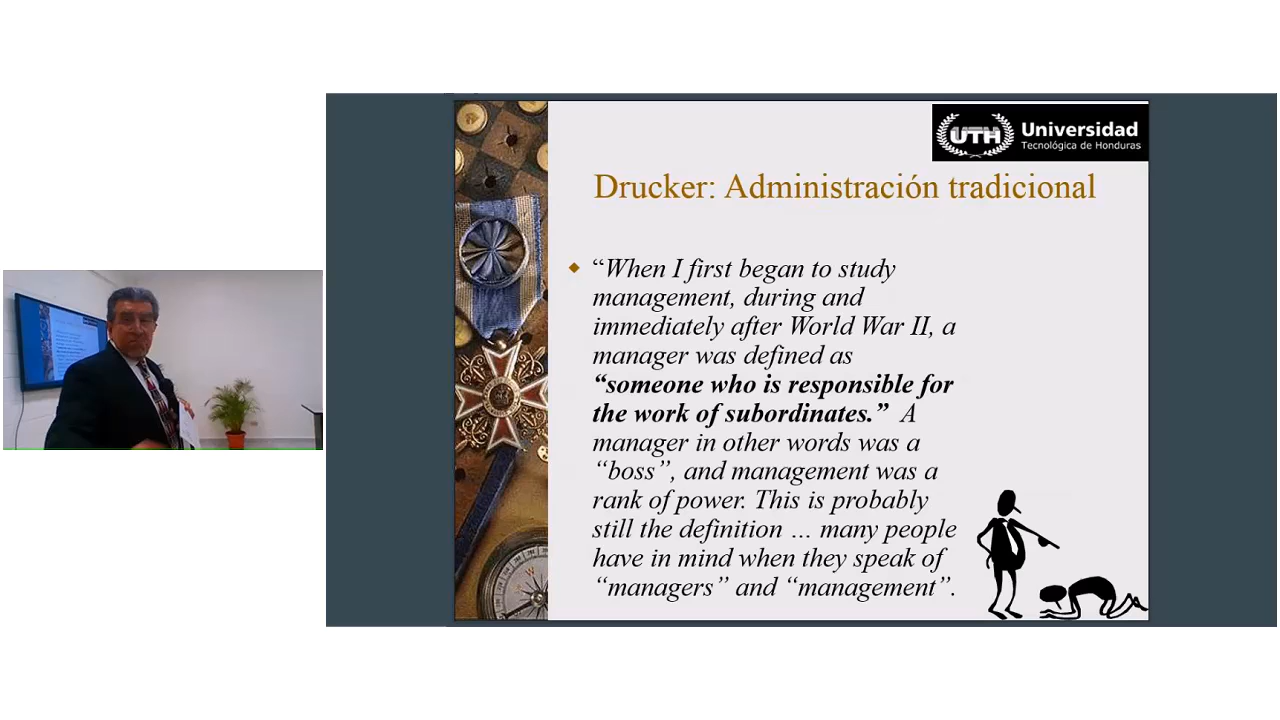 UTH Universidad
Tecnológica de Honduras
Drucker: Administración tradicional
“When I first began to study
management, during and
immediately after World War II, a
manager was defined as
“someone who is responsible for
the work of subordinates.” A
manager in other words was a
“boss”, and management was a
rank of power. This is probably
still the definition … many people
have in mind when they speak of
“managers” and “management”.